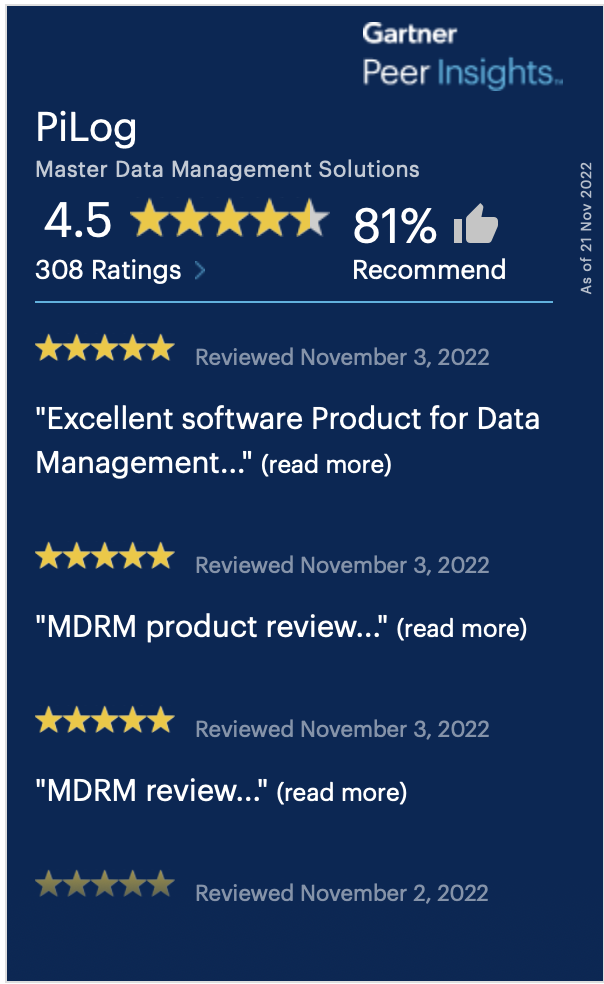 Gartner
Peer Insights™
PiLog
Master Data Management Solutions
4.5
81%
308 Ratings >
Recommend
As of 21 Nov 2022
Reviewed November 3, 2022
"Excellent software Product for Data
Management..." (read more)
Reviewed November 3, 2022
"MDRM product review..." (read more)
Reviewed November 3, 2022
"MDRM review..." (read more)
Reviewed November 2, 2022